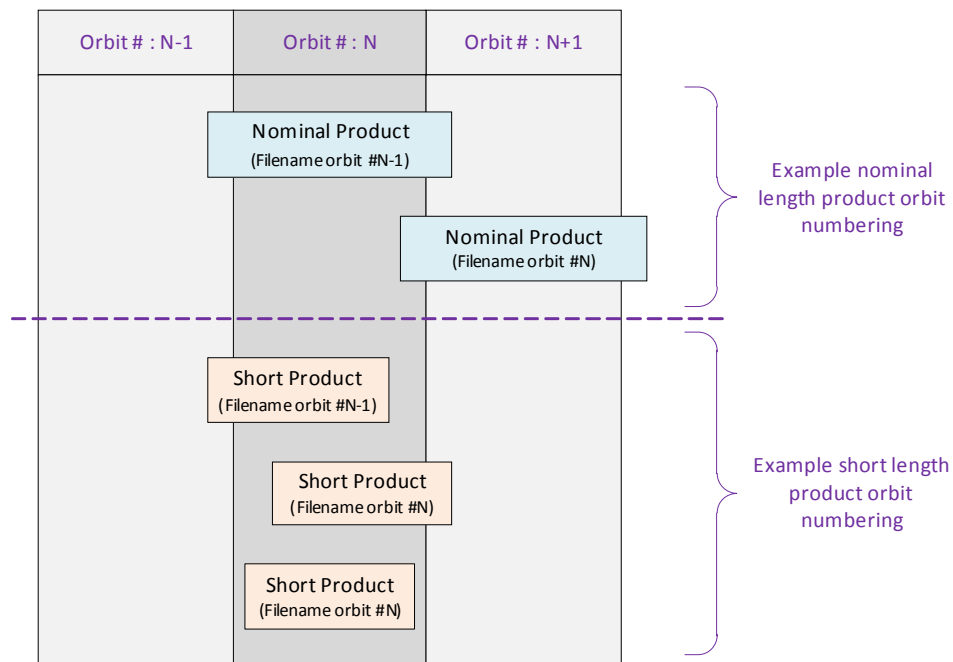 Orbit # : N-1
Orbit # : N
Orbit # : N+1
Nominal Product
(Filename orbit #N-1)
Nominal Product
(Filename orbit #N)
Example nominal
length product orbit
numbering
Short Product
(Filename orbit #N-1)
Short Product
(Filename orbit #N)
Short Product
(Filename orbit #N)
Example short length
product orbit
numbering